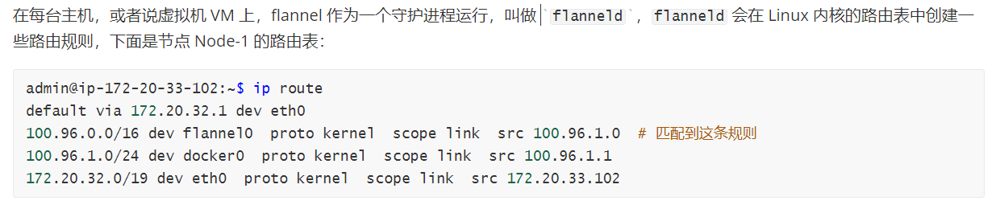 在每台主机，或者说虚拟机 VM 上，flannel 作为一个守护进程运行，叫做 `flanneld`，flanneld 会在 Linux 内核的路由表中创建一
些路由规则，下面是节点 Node-1 的路由表：
admin@ip-172-20-33-102:~$ ip route
default via 172.20.32.1 dev eth0
100.96.0.0/16 dev flannel0  proto kernel  scope link  src 100.96.1.0  # 匹配到这条规则
100.96.1.0/24 dev docker0  proto kernel  scope link  src 100.96.1.1
172.20.32.0/19 dev eth0  proto kernel  scope link  src 172.20.33.102